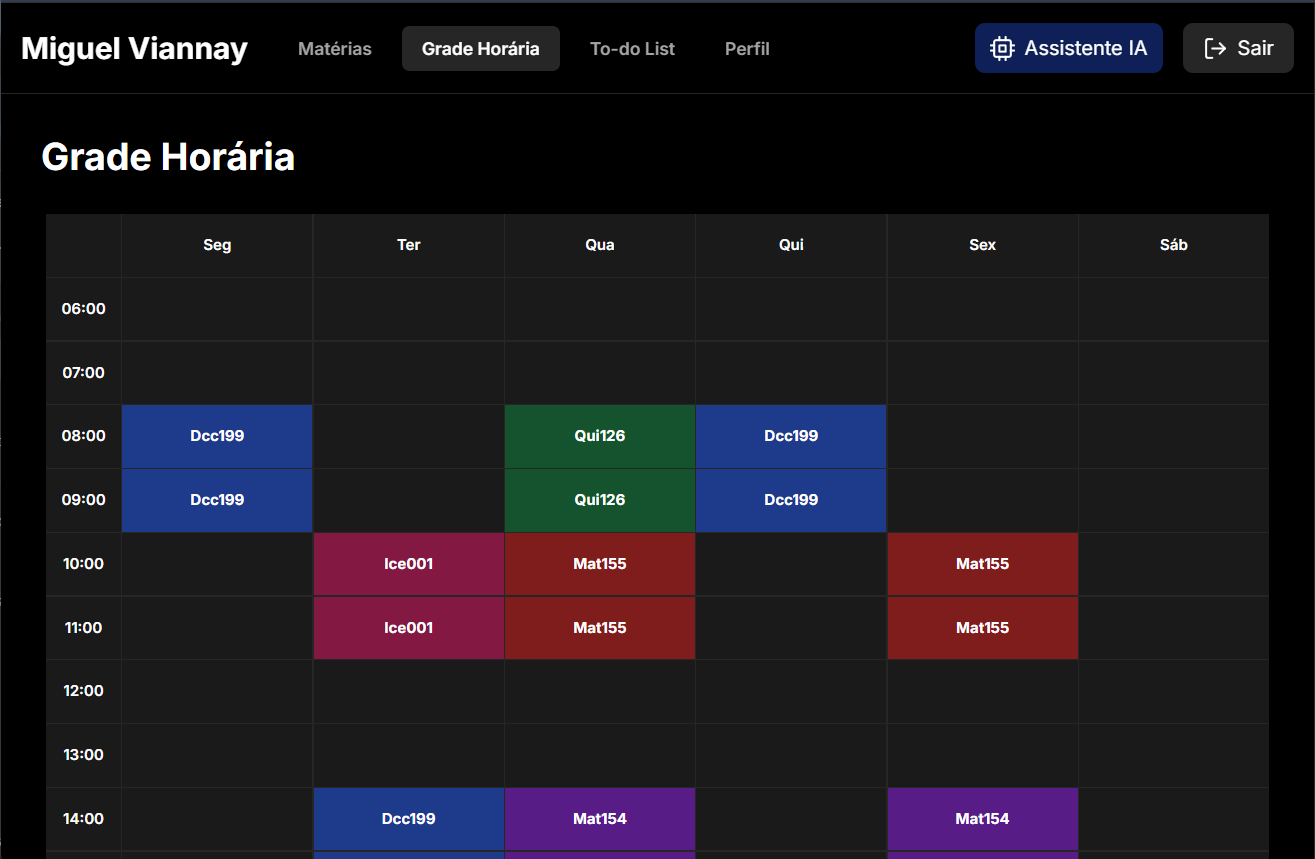 Miguel Viannay Matérias Grade Horária To-do List Perfil Assistente IA Sair
Grade Horária
Seg Ter Qua Qui Sex Sáb
06:00
07:00
08:00 Dcc199 Qui126 Dcc199
09:00 Dcc199 Qui126 Dcc199
10:00 Ice001 Mat155 Mat155
11:00 Ice001 Mat155 Mat155
12:00
13:00
14:00 Dcc199 Mat154 Mat154